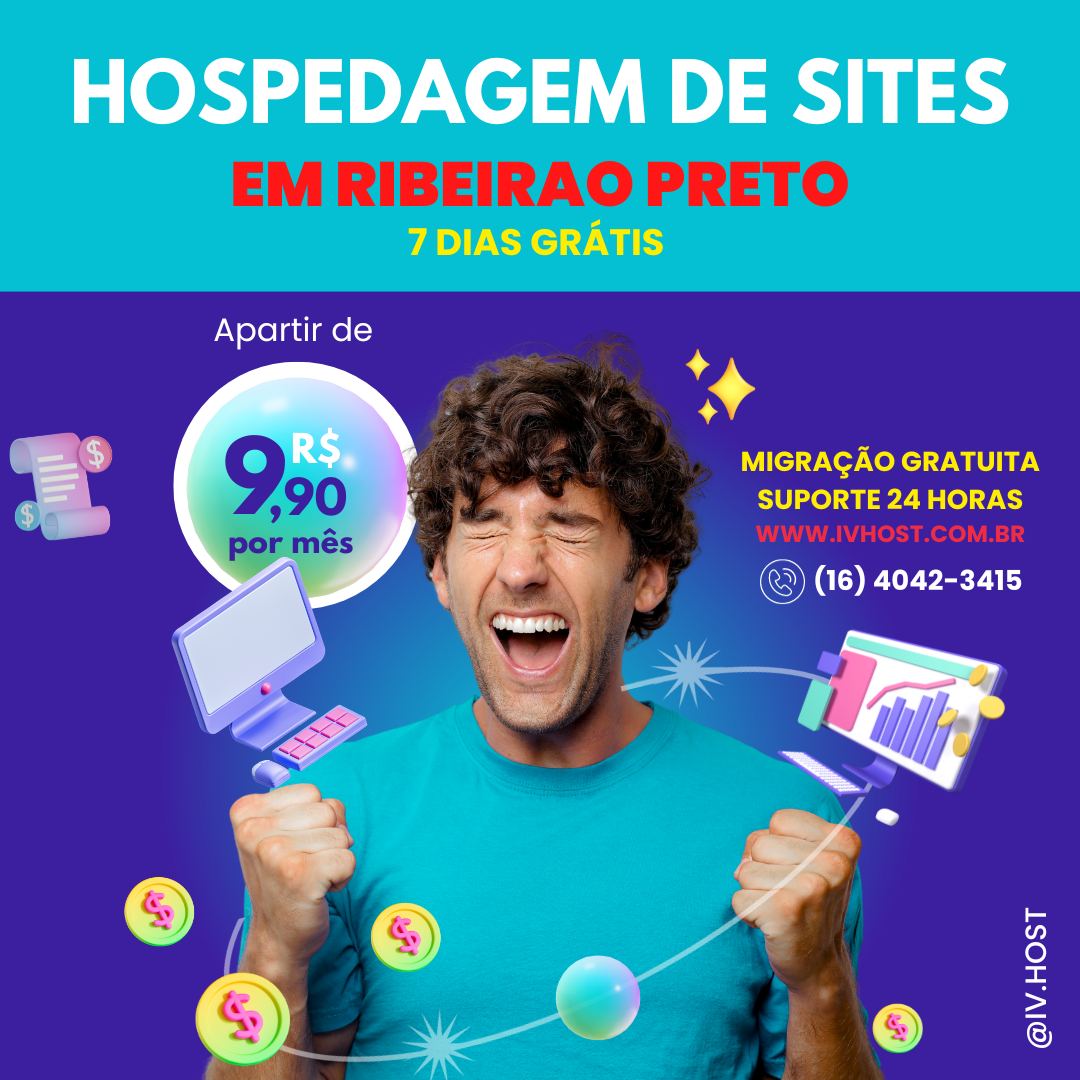 HOSPEDAGEM DE SITES
EM RIBEIRAO PRETO
7 DIAS GRÁTIS
Apartir de
R$
9,90
por mês
MIGRAÇÃO GRATUITA
SUPORTE 24 HORAS
WWW.IVHOST.COM.BR
(16) 4042-3415
@IV.HOST